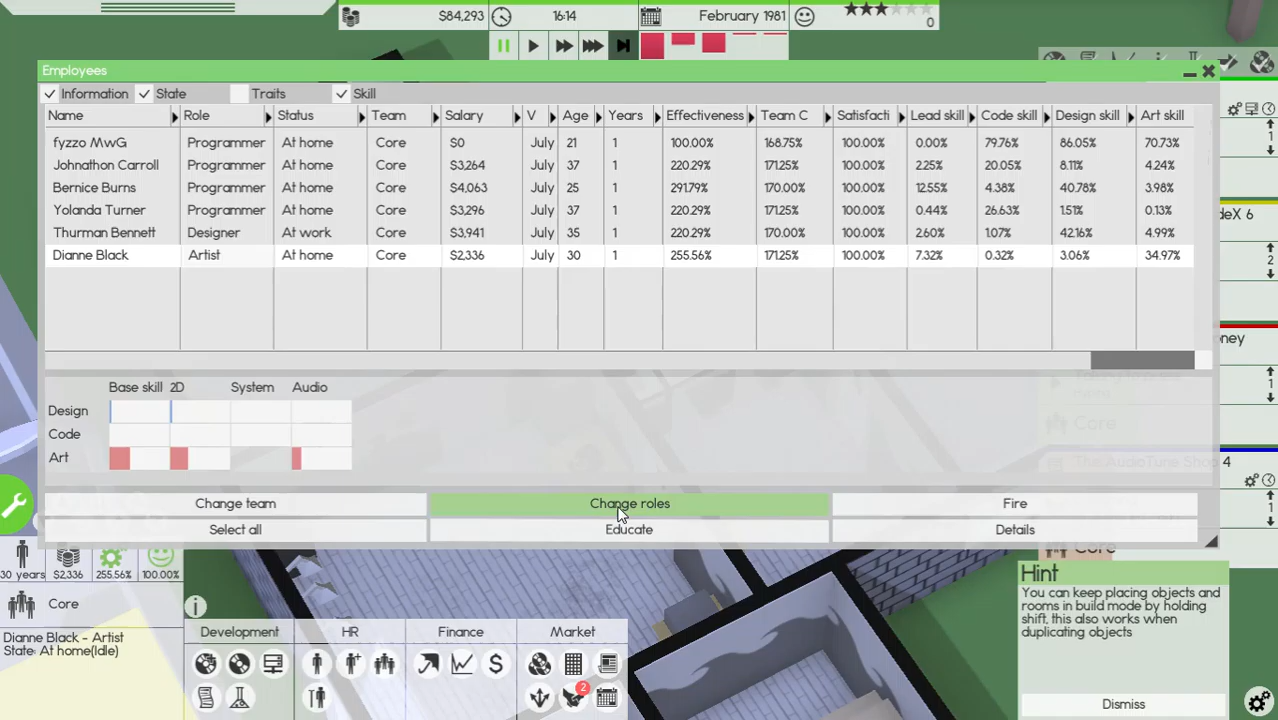 $84,293 16:14 February 1981 0
Employees
Information State Traits Skill
Name Role Status Team Salary V Age Years Effectiveness Team C Satisfacti Lead skill Code skill Design skill Art skill
fyzzo MwG Programmer At home Core $0 July 21 1 100.00% 168.75% 100.00% 0.00% 79.76% 86.05% 70.73%
Johnathon Carroll Programmer At home Core $3,264 July 37 1 220.29% 171.25% 100.00% 2.25% 20.05% 8.11% 4.24%
Bernice Burns Programmer At home Core $4,063 July 25 1 291.79% 170.00% 100.00% 12.55% 4.38% 40.78% 3.98%
Yolanda Turner Programmer At home Core $3,296 July 37 1 220.29% 171.25% 100.00% 0.44% 26.63% 1.51% 0.13%
Thurman Bennett Designer At work Core $3,941 July 35 1 220.29% 170.00% 100.00% 2.60% 1.07% 42.16% 4.99%
Dianne Black Artist At home Core $2,336 July 30 1 255.56% 171.25% 100.00% 7.32% 0.32% 3.06% 34.97%
1
deX 6
2
oney
1
Core
The AudioTune Shop 4
1
Core
Base skill 2D System Audio
Design
Code
Art
Change team Change roles Fire
Select all Educate Details
30 years $2,336 255.56% 100.00%
Core
Dianne Black - Artist
State: At home(Idle)
Development HR Finance Market
2
Hint
You can keep placing objects and
rooms in build mode by holding
shift, this also works when
duplicating objects
Dismiss